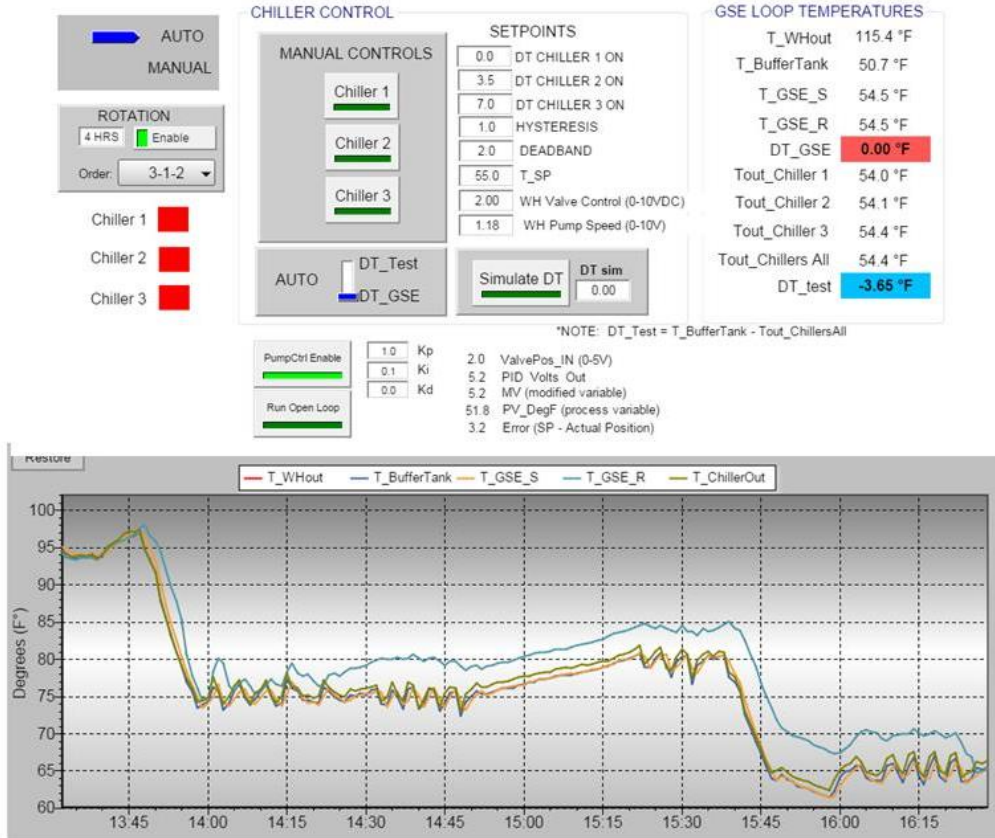 AUTO
MANUAL
ROTATION
4 HRS Enable
Order: 3-1-2
Chiller 1
Chiller 2
Chiller 3
CHILLER CONTROL
MANUAL CONTROLS
Chiller 1
Chiller 2
Chiller 3
SETPOINTS
0.0 DT CHILLER 1 ON
3.5 DT CHILLER 2 ON
7.0 DT CHILLER 3 ON
1.0 HYSTERESIS
2.0 DEADBAND
55.0 T_SP
2.00 WH Valve Control (0-10VDC)
1.18 WH Pump Speed (0-10V)
AUTO
DT_Test
DT_GSE
Simulate DT
DT sim
0.00
GSE LOOP TEMPERATURES
T_WHout 115.4 °F
T_BufferTank 50.7 °F
T_GSE_S 54.5 °F
T_GSE_R 54.5 °F
DT_GSE 0.00 °F
Tout_Chiller 1 54.0 °F
Tout_Chiller 2 54.1 °F
Tout_Chiller 3 54.4 °F
Tout_Chillers All 54.4 °F
DT_test -3.65 °F
*NOTE: DT_Test = T_BufferTank - Tout_ChillersAll
PumpCtrl Enable
Run Open Loop
1.0 Kp
0.1 Ki
0.0 Kd
2.0 ValvePos_IN (0-5V)
5.2 PID Volts Out
5.2 MV (modified variable)
51.8 PV_DegF (process variable)
3.2 Error (SP - Actual Position)
Restore
T_WHout T_BufferTank T_GSE_S T_GSE_R T_ChillerOut
Degrees (F°)
100
95
90
85
80
75
70
65
60
13:45 14:00 14:15 14:30 14:45 15:00 15:15 15:30 15:45 16:00 16:15